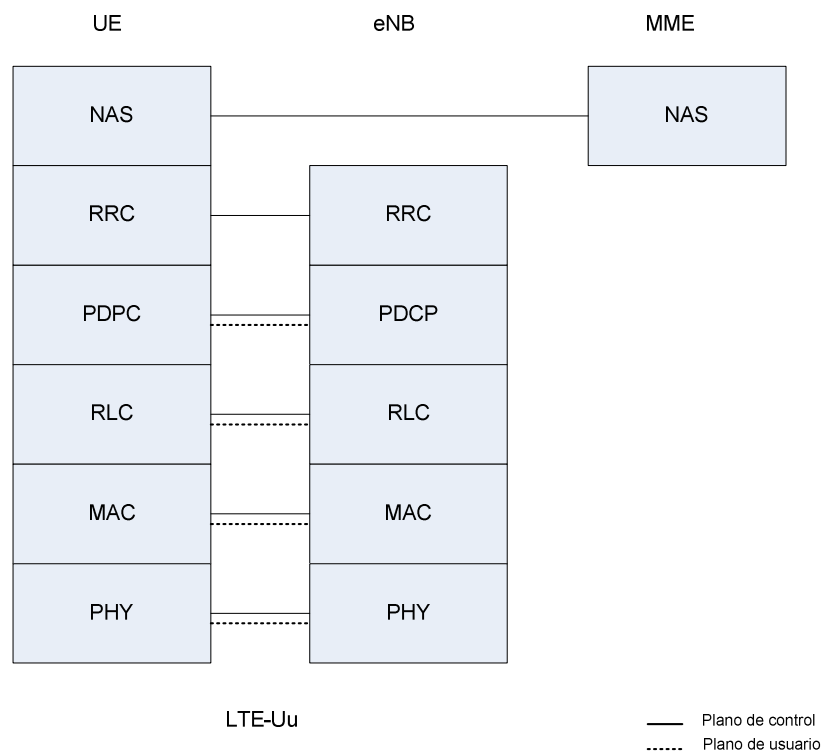 UE eNB MME
NAS NAS
RRC RRC
PDPC PDCP
RLC RLC
MAC MAC
PHY PHY
LTE-Uu
Plano de control
Plano de usuario